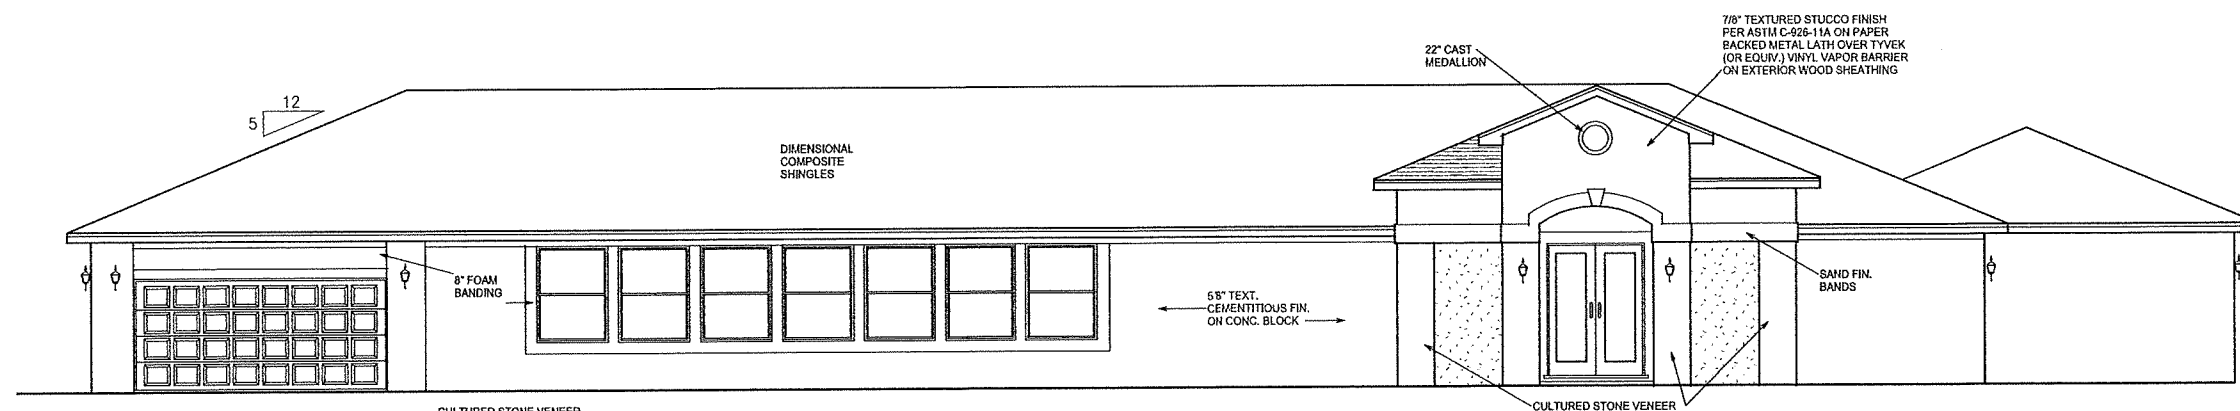 7/8" TEXTURED STUCCO FINISH
PER ASTM C-926-11A ON PAPER
BACKED METAL LATH OVER TYVEK
(OR EQUIV.) VINYL VAPOR BARRIER
ON EXTERIOR WOOD SHEATHING
22" CAST
MEDALLION
12
5
DIMENSIONAL
COMPOSITE
SHINGLES
8" FOAM
BANDING
5/8" TEXT.
CEMENTITIOUS FIN.
ON CONC. BLOCK
SAND FIN.
BANDS
CULTURED STONE VENEER
CULTURED STONE VENEER